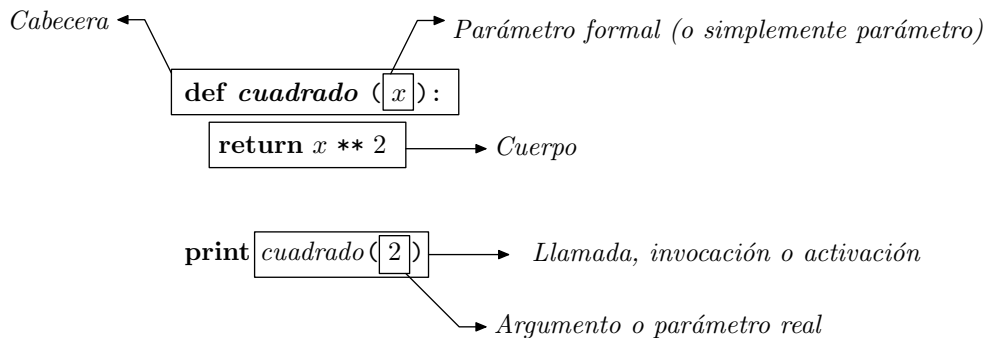 Cabecera
Parámetro formal (o simplemente parámetro)
def cuadrado (x):
return x ** 2
Cuerpo
print cuadrado(2)
Llamada, invocación o activación
Argumento o parámetro real